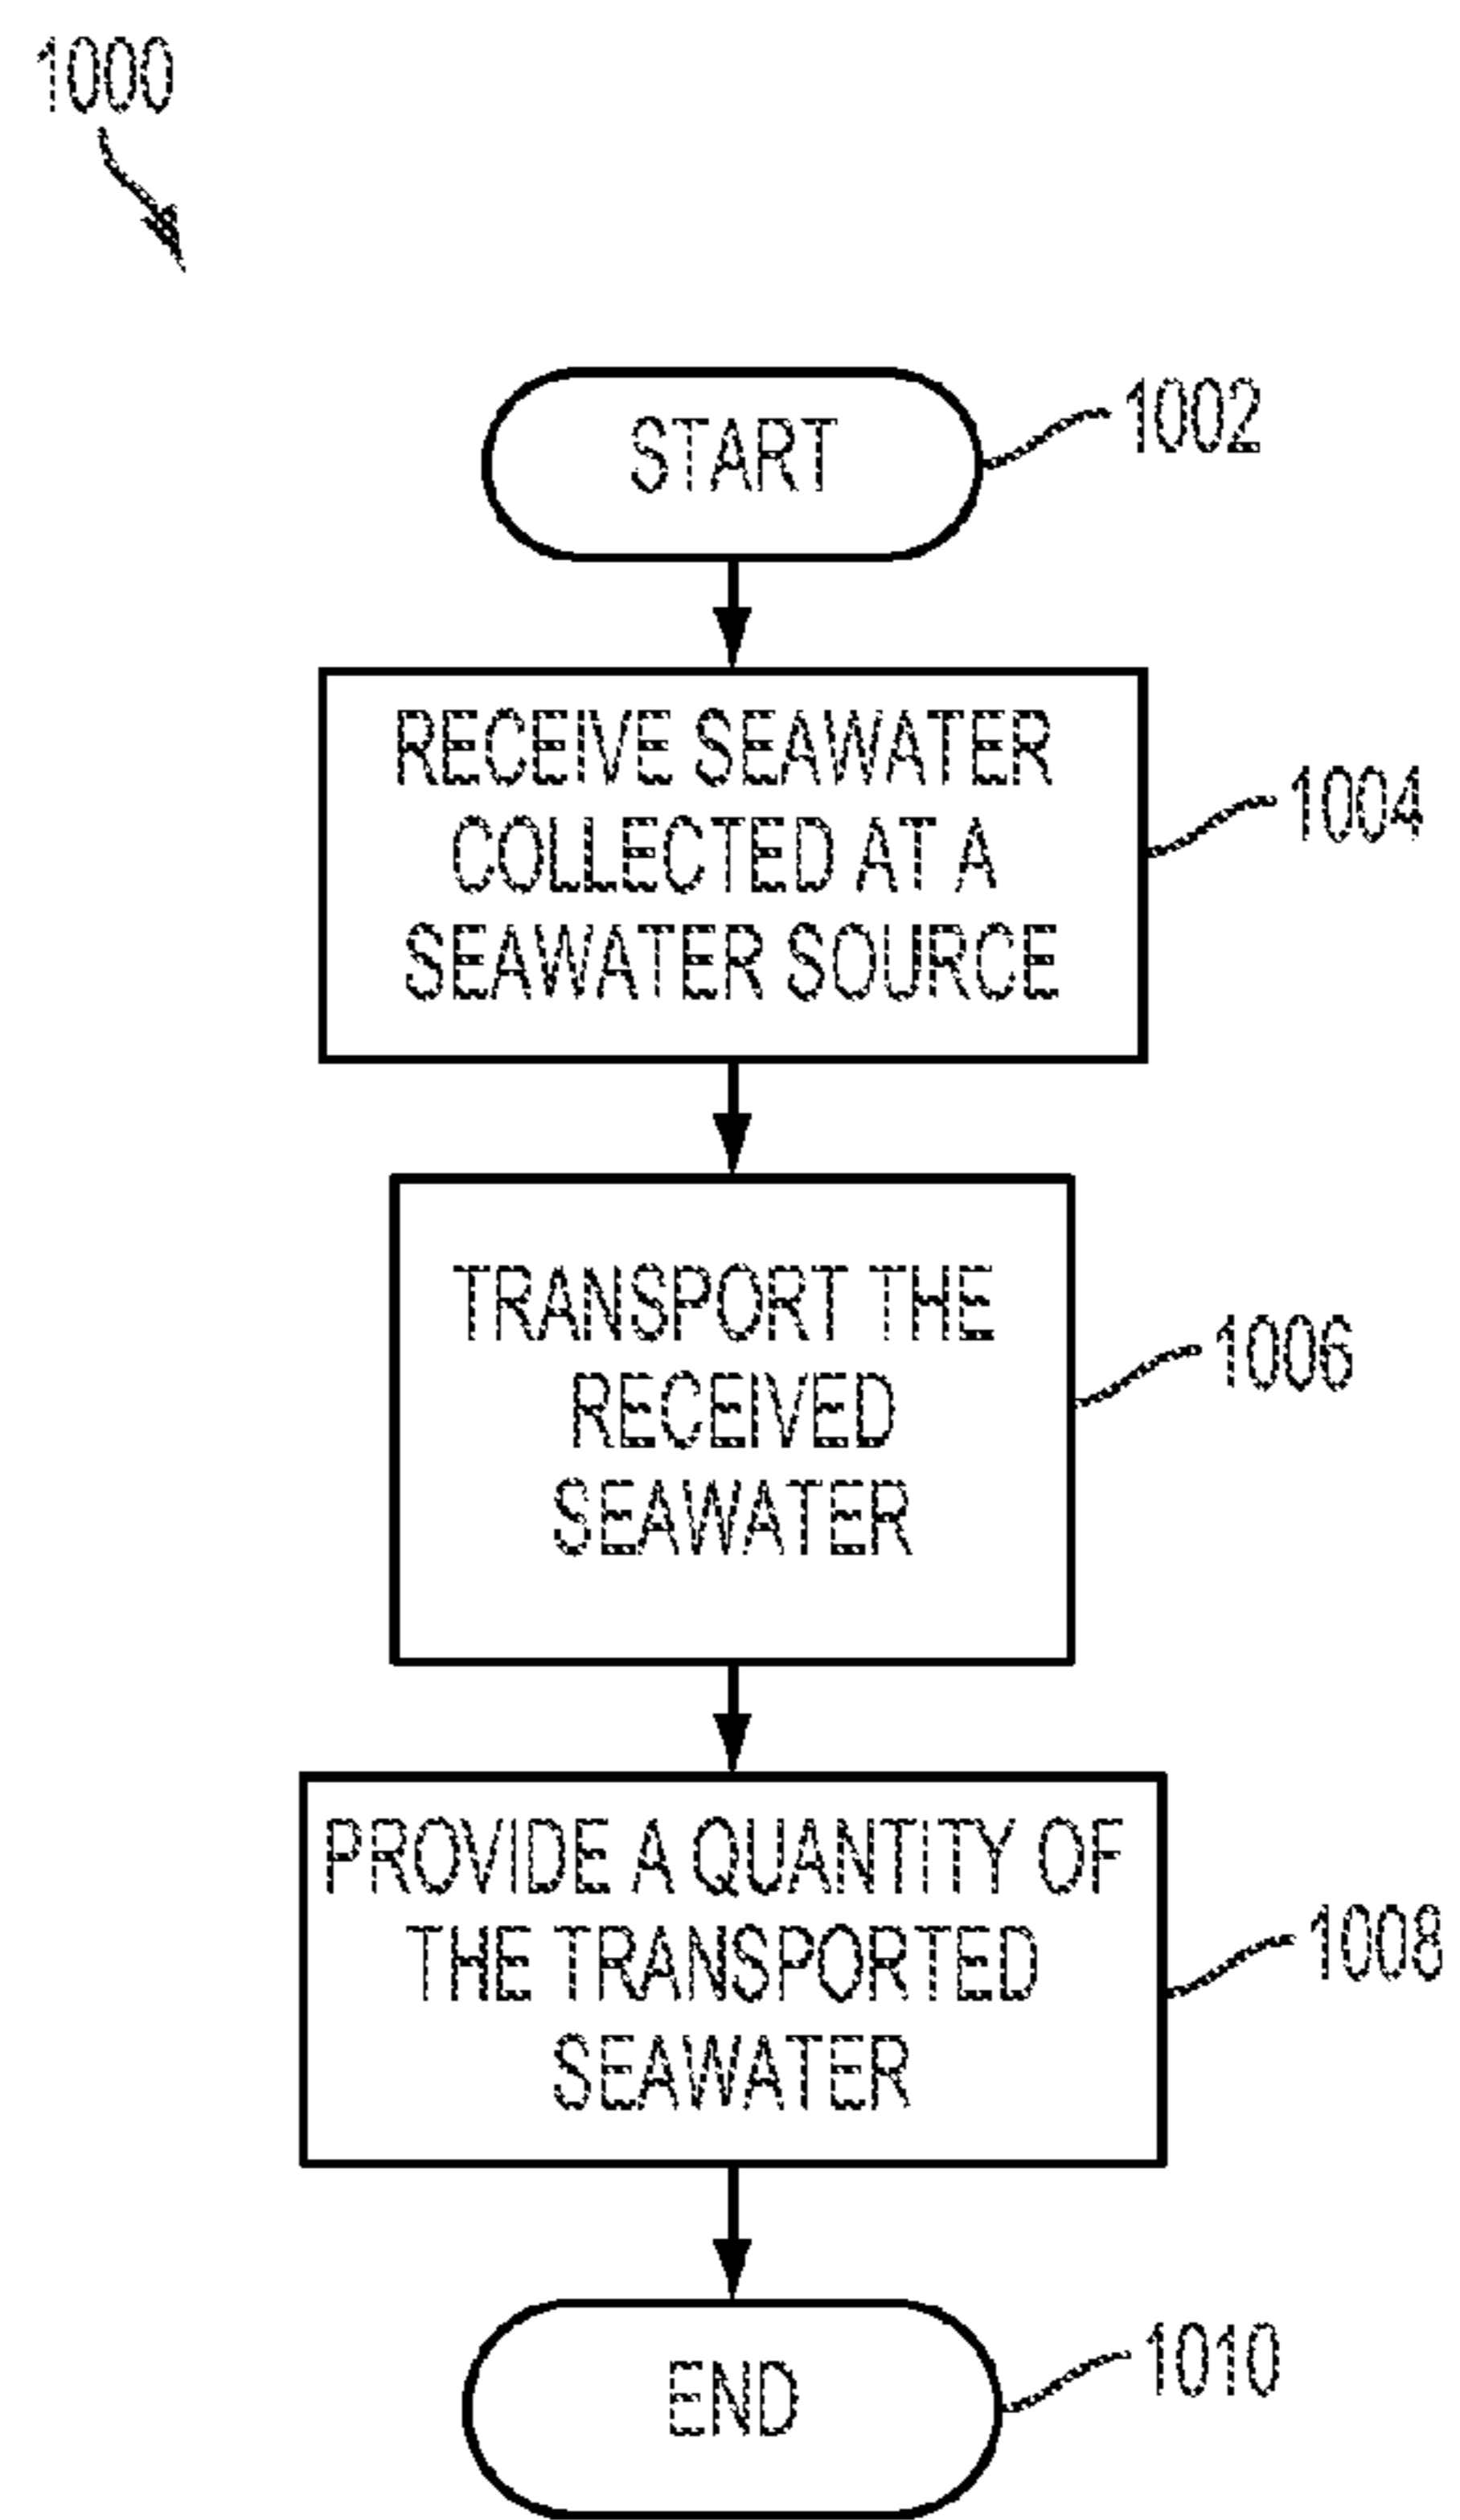 1000
START
1002
RECEIVE SEAWATER
COLLECTED AT A
SEAWATER SOURCE
1004
TRANSPORT THE
RECEIVED
SEAWATER
1006
PROVIDE A QUANTITY OF
THE TRANSPORTED
SEAWATER
1008
END
1010